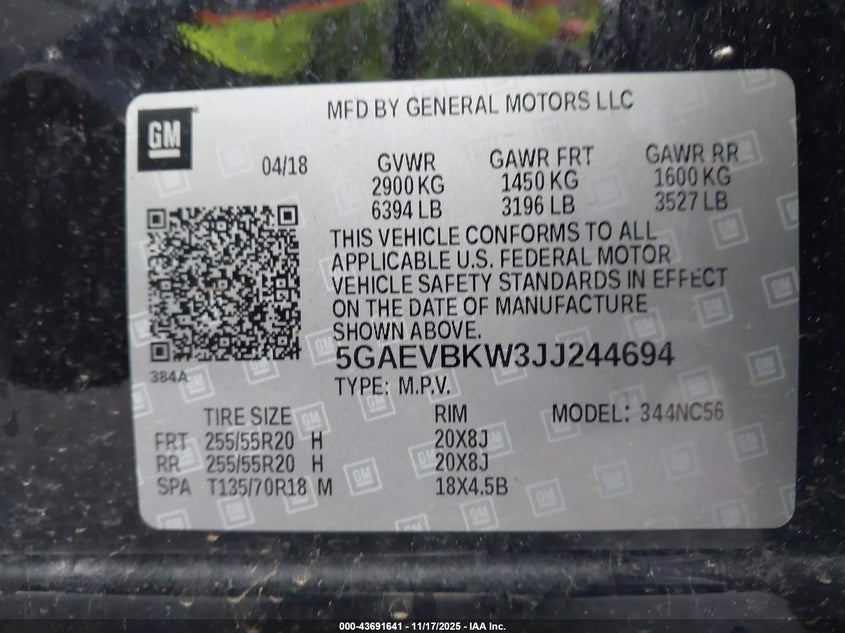 GM
MFD BY GENERAL MOTORS LLC
04/18
GVWR
2900 KG
6394 LB
GAWR FRT
1450 KG
3196 LB
GAWR RR
1600 KG
3527 LB
THIS VEHICLE CONFORMS TO ALL
APPLICABLE U.S. FEDERAL MOTOR
VEHICLE SAFETY STANDARDS IN EFFECT
ON THE DATE OF MANUFACTURE
SHOWN ABOVE.
5GAEVBKW3JJ244694
TYPE: M.P.V.
384A
TIRE SIZE RIM MODEL: 344NC56
FRT 255/55R20 H 20X8J
RR 255/55R20 H 20X8J
SPA T135/70R18 M 18X4.5B
000-43691641 - 11/17/2025 - IAA Inc.